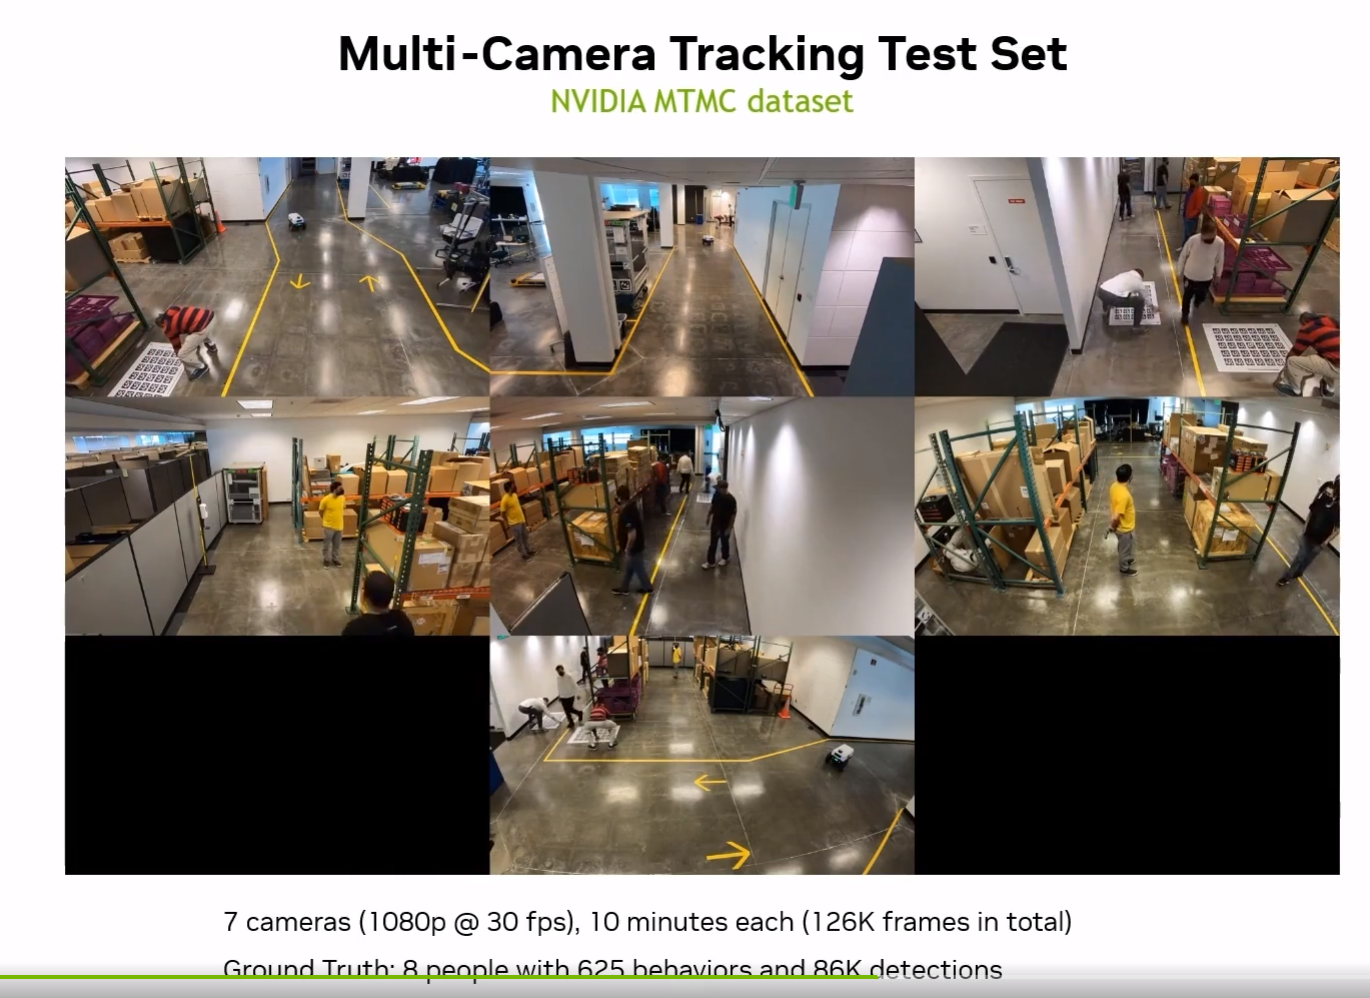 Multi-Camera Tracking Test Set
NVIDIA MTMC dataset
7 cameras (1080p @ 30 fps), 10 minutes each (126K frames in total)
Ground Truth: 8 people with 625 behaviors and 86K detections